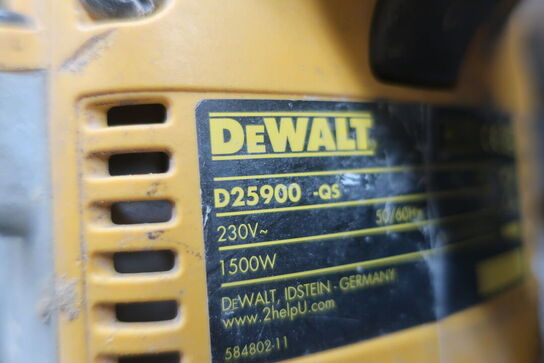 DEWALT
D25900 -QS
230V~ 50/60Hz
1500W
DEWALT, IDSTEIN - GERMANY
www.2helpU.com
584802-11